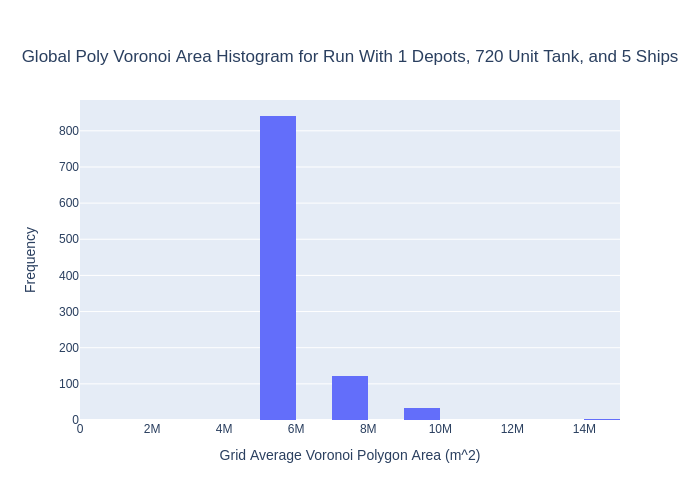 Global Poly Voronoi Area Histogram for Run With 1 Depots, 720 Unit Tank, and 5 Ships
800
700
600
500
400
300
200
100
0
Frequency
0 2M 4M 6M 8M 10M 12M 14M
Grid Average Voronoi Polygon Area (m^2)